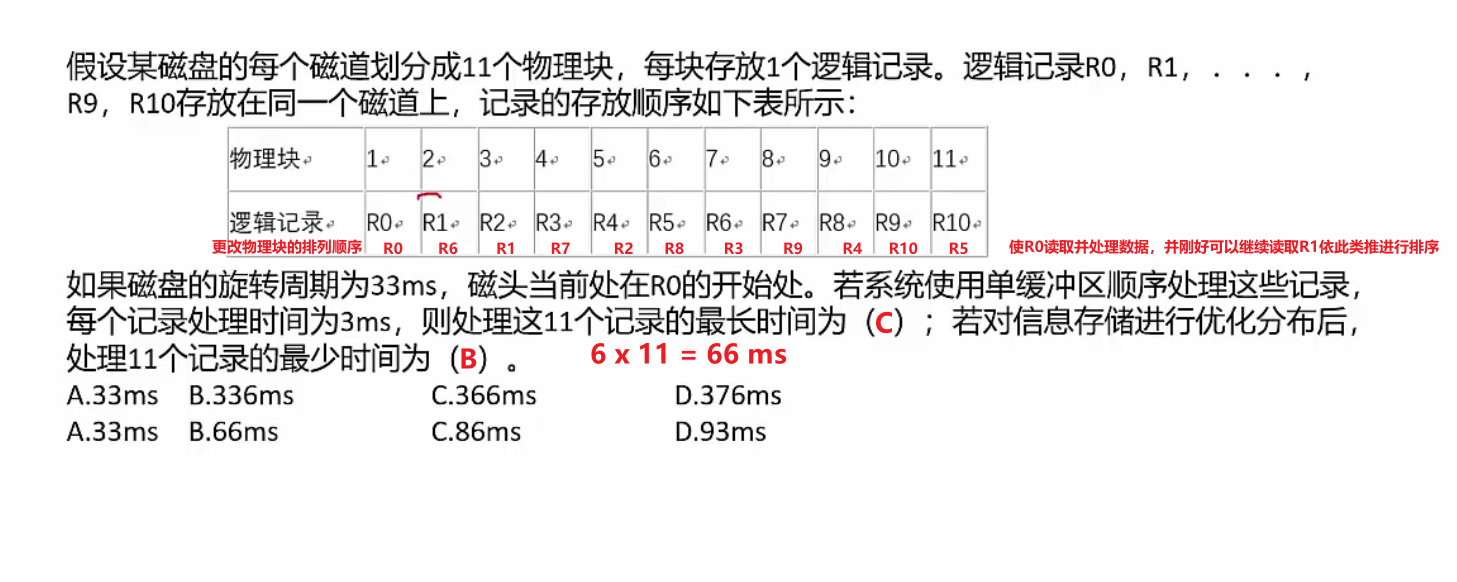 假设某磁盘的每个磁道划分成11个物理块，每块存放1个逻辑记录。逻辑记录R0，R1，．．．，
R9，R10存放在同一个磁道上，记录的存放顺序如下表所示：
物理块 1 2 3 4 5 6 7 8 9 10 11
逻辑记录 R0 R1 R2 R3 R4 R5 R6 R7 R8 R9 R10
更改物理块的排列顺序 R0 R6 R1 R7 R2 R8 R3 R9 R4 R10 R5 使R0读取并处理数据，并刚好可以继续读取R1依此类推进行排序
如果磁盘的旋转周期为33ms，磁头当前处在R0的开始处。若系统使用单缓冲区顺序处理这些记录，
每个记录处理时间为3ms，则处理这11个记录的最长时间为（C）；若对信息存储进行优化分布后，
处理11个记录的最少时间为（B）。 6 x 11 = 66 ms
A.33ms B.336ms C.366ms D.376ms
A.33ms B.66ms C.86ms D.93ms